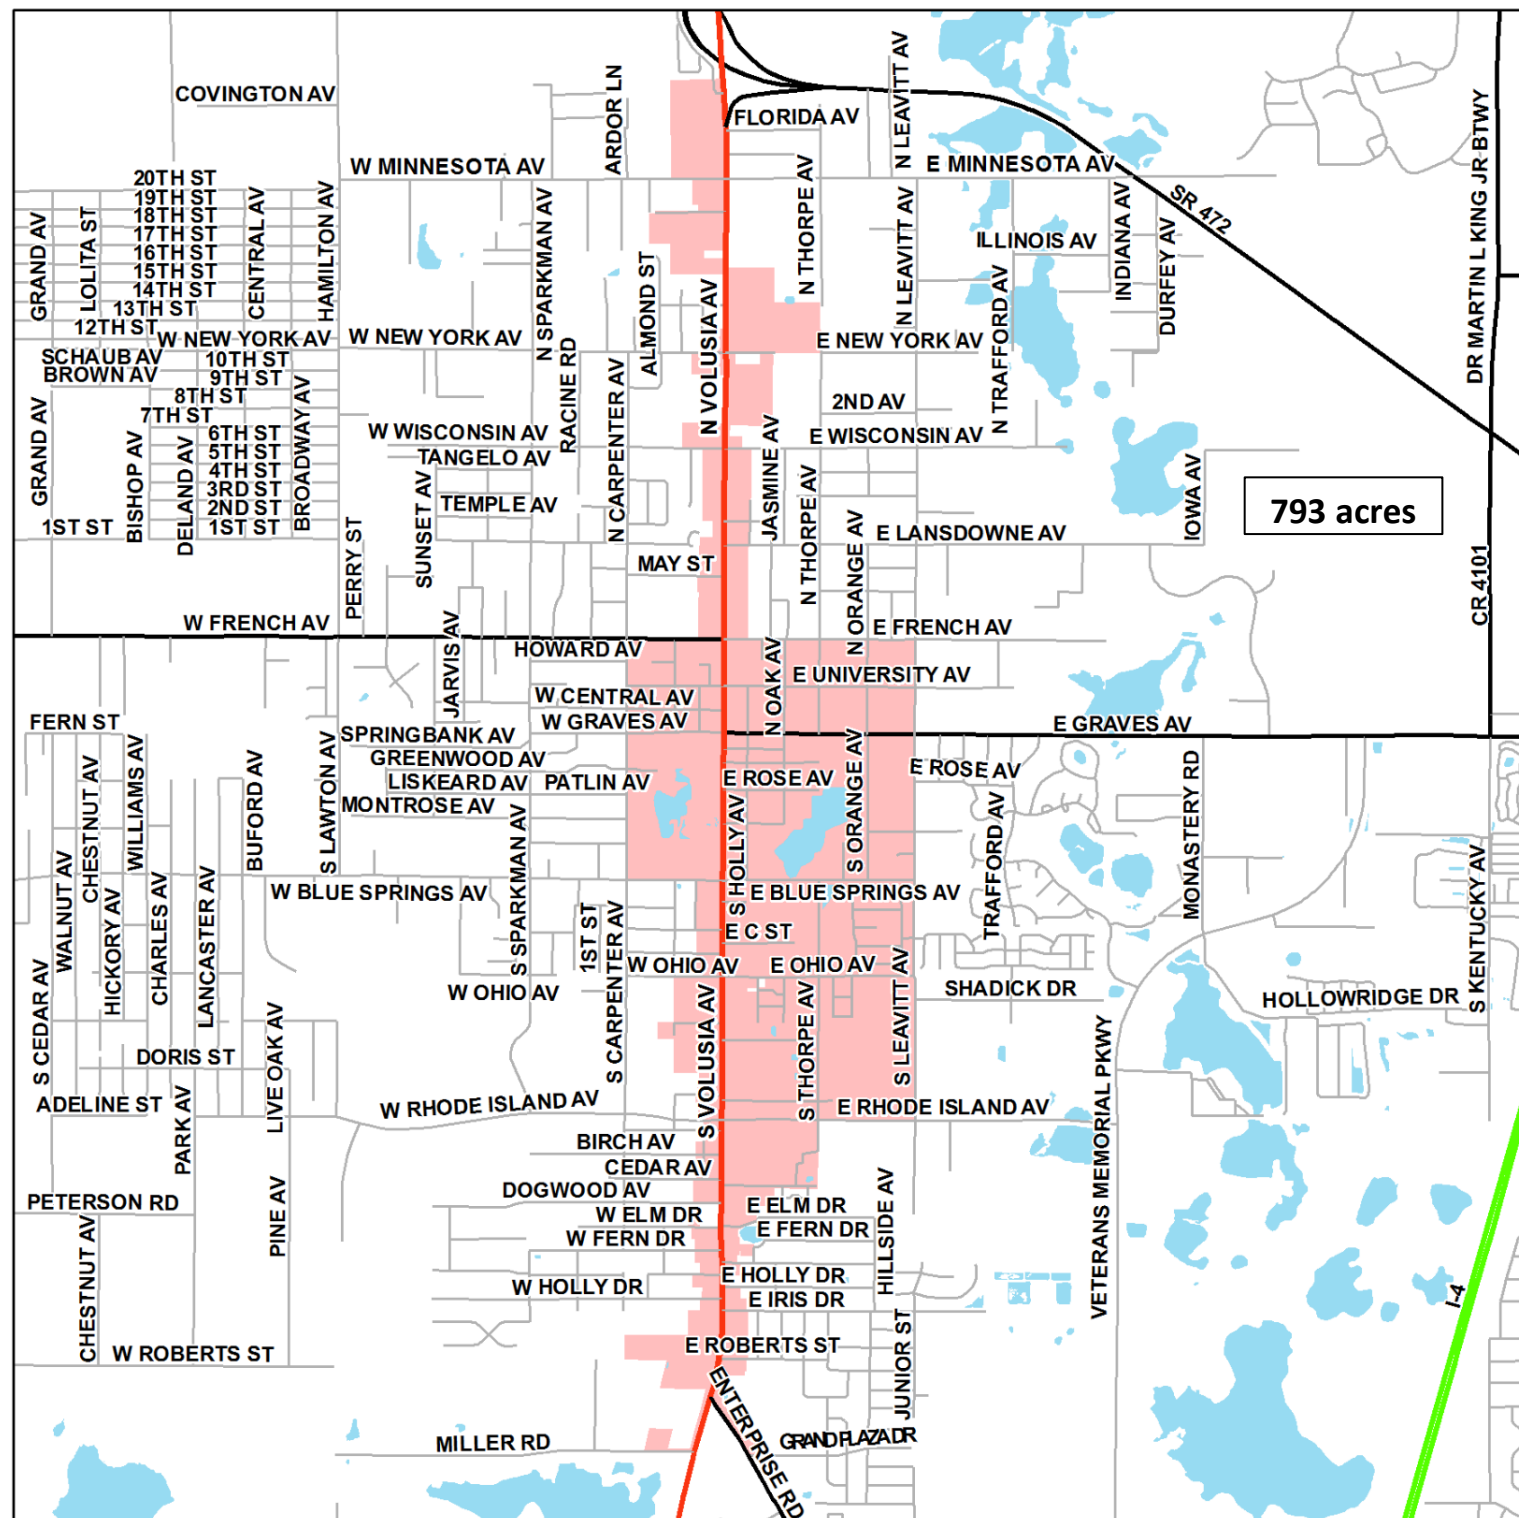 COVINGTON AV
ARDOR LN
FLORIDA AV
N LEAVITT AV
W MINNESOTA AV
E MINNESOTA AV
SR 472
DR MARTIN L KING JR BTWY
20TH ST
19TH ST
18TH ST
17TH ST
16TH ST
15TH ST
14TH ST
13TH ST
12TH ST
GRAND AV
LOLITA ST
CENTRAL AV
HAMILTON AV
N SPARKMAN AV
ALMOND ST
N VOLUSIA AV
N THORPE AV
N LEAVITT AV
ILLINOIS AV
INDIANA AV
DURFEY AV
N TRAFFORD AV
W NEW YORK AV
W NEW YORK AV
E NEW YORK AV
SCHAUB AV
10TH ST
BROWN AV
9TH ST
8TH ST
7TH ST
6TH ST
5TH ST
4TH ST
3RD ST
2ND ST
1ST ST
1ST ST
GRAND AV
BISHOP AV
DELAND AV
BROADWAY AV
PERRY ST
RACINE RD
N CARPENTER AV
2ND AV
W WISCONSIN AV
E WISCONSIN AV
TANGELO AV
TEMPLE AV
SUNSET AV
JASMINE AV
N THORPE AV
N ORANGE AV
IOWA AV
793 acres
E LANSDOWNE AV
MAY ST
CR 4101
W FRENCH AV
E FRENCH AV
JARVIS AV
HOWARD AV
N OAK AV
E UNIVERSITY AV
W CENTRAL AV
W GRAVES AV
E GRAVES AV
FERN ST
SPRINGBANK AV
GREENWOOD AV
LISKEARD AV
PATLIN AV
MONTROSE AV
E ROSE AV
E ROSE AV
WALNUT AV
CHESTNUT AV
WILLIAMS AV
BUFORD AV
S LAWTON AV
S SPARKMAN AV
S HOLLY AV
S ORANGE AV
TRAFFORD AV
MONASTERY RD
S KENTUCKY AV
W BLUE SPRINGS AV
E BLUE SPRINGS AV
HICKORY AV
CHARLES AV
LANCASTER AV
1ST ST
S CARPENTER AV
E C ST
W OHIO AV
E OHIO AV
W OHIO AV
SHADICK DR
HOLLOWRIDGE DR
S CEDAR AV
DORIS ST
LIVE OAK AV
S VOLUSIA AV
S THORPE AV
S LEAVITT AV
VETERANS MEMORIAL PKWY
ADELINE ST
PARK AV
W RHODE ISLAND AV
E RHODE ISLAND AV
BIRCH AV
CEDAR AV
DOGWOOD AV
PETERSON RD
PINE AV
W ELM DR
E ELM DR
W FERN DR
E FERN DR
HILLSIDE AV
CHESTNUT AV
E HOLLY DR
W HOLLY DR
E IRIS DR
I-4
W ROBERTS ST
E ROBERTS ST
JUNIOR ST
ENTERPRISE RD
MILLER RD
GRAND PLAZA DR